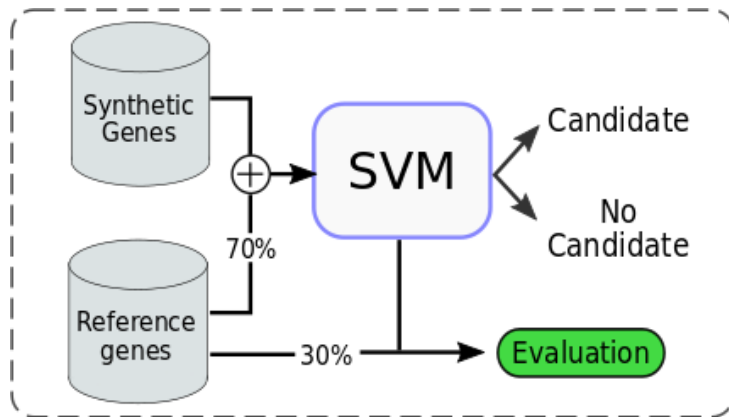 Synthetic
Genes
SVM
Candidate
No
Candidate
70%
Reference
genes
30%
Evaluation